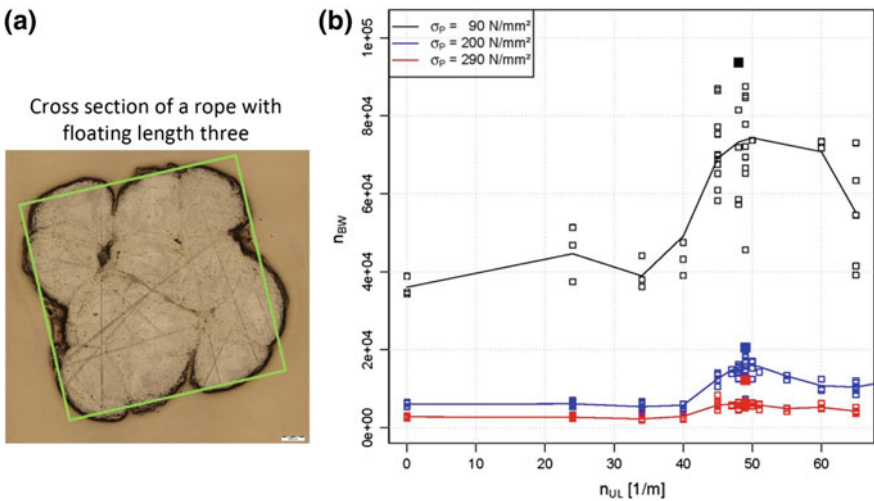 (a)
Cross section of a rope with
floating length three
(b)
σP = 90 N/mm²
σP = 200 N/mm²
σP = 290 N/mm²
1e+05
8e+04
6e+04
4e+04
2e+04
0e+00
nBW
0 10 20 30 40 50 60
nUL [1/m]